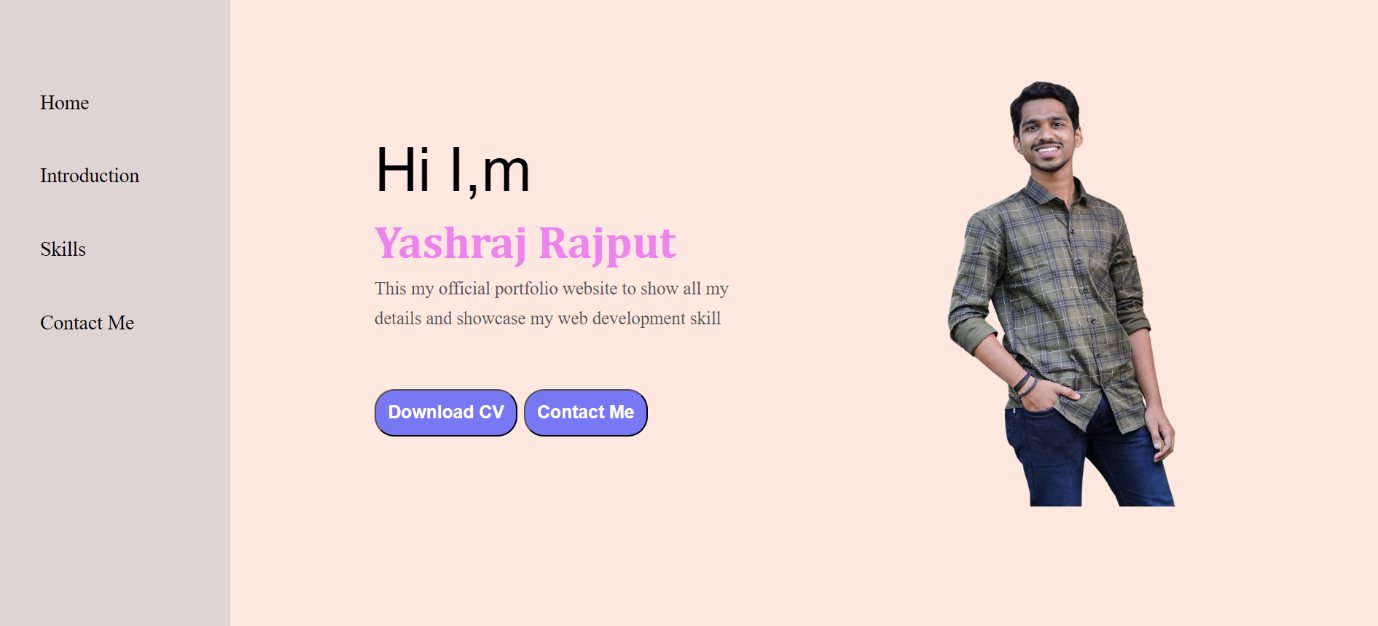 Home
Introduction
Skills
Contact Me
Hi I,m
Yashraj Rajput
This my official portfolio website to show all my
details and showcase my web development skill
Download CV
Contact Me